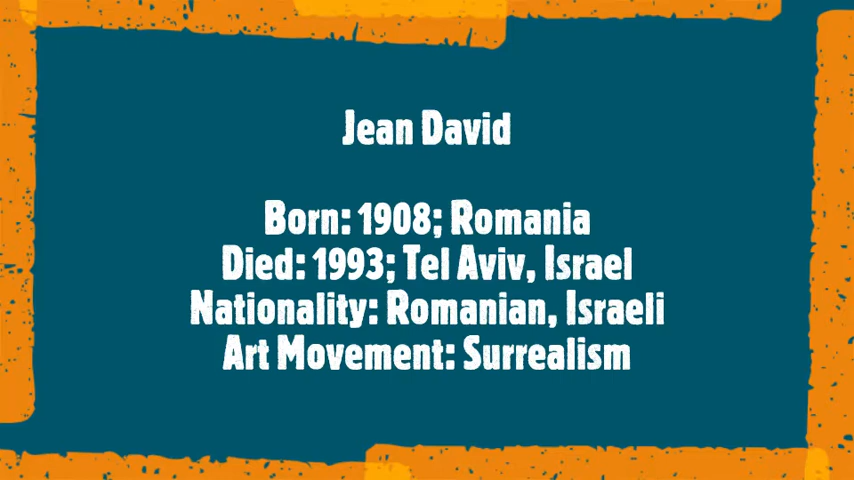 Jean David
Born: 1908; Romania
Died: 1993; Tel Aviv, Israel
Nationality: Romanian, Israeli
Art Movement: Surrealism